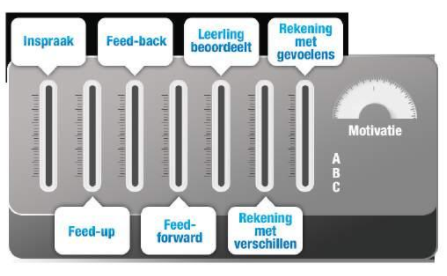 Inspraak
Feed-back
Leerling
beoordeelt
Rekening
met
gevoelens
Motivatie
A
B
C
Feed-up
Feed-
forward
Rekening
met
verschillen